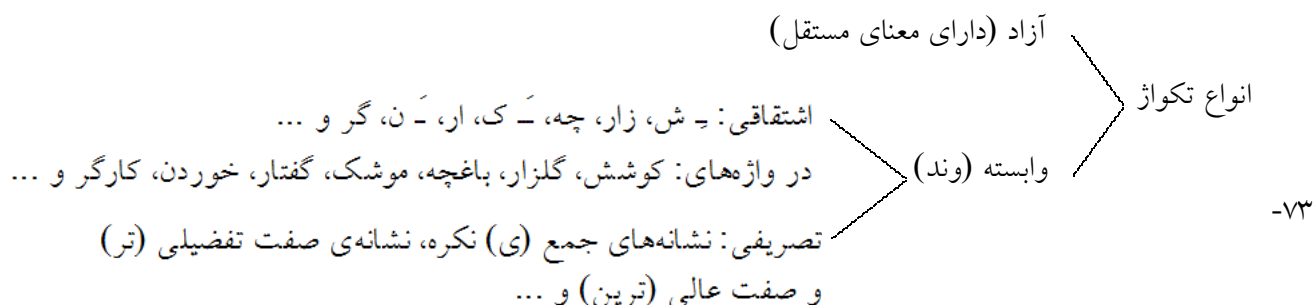 آزاد (دارای معنای مستقل)
انواع تکواژ
اشتقاقی: ـِ ش، زار، چه، ـَ ک، ار، ـَ ن، گر و ...
وابسته (وند)
در واژه‌های: کوشش، گلزار، باغچه، موشک، گفتار، خوردن، کارگر و ...
۷۳-
تصریفی: نشانه‌های جمع (ی) نکره، نشانه‌ی صفت تفضیلی (تر)
و صفت عالی (ترین) و ...